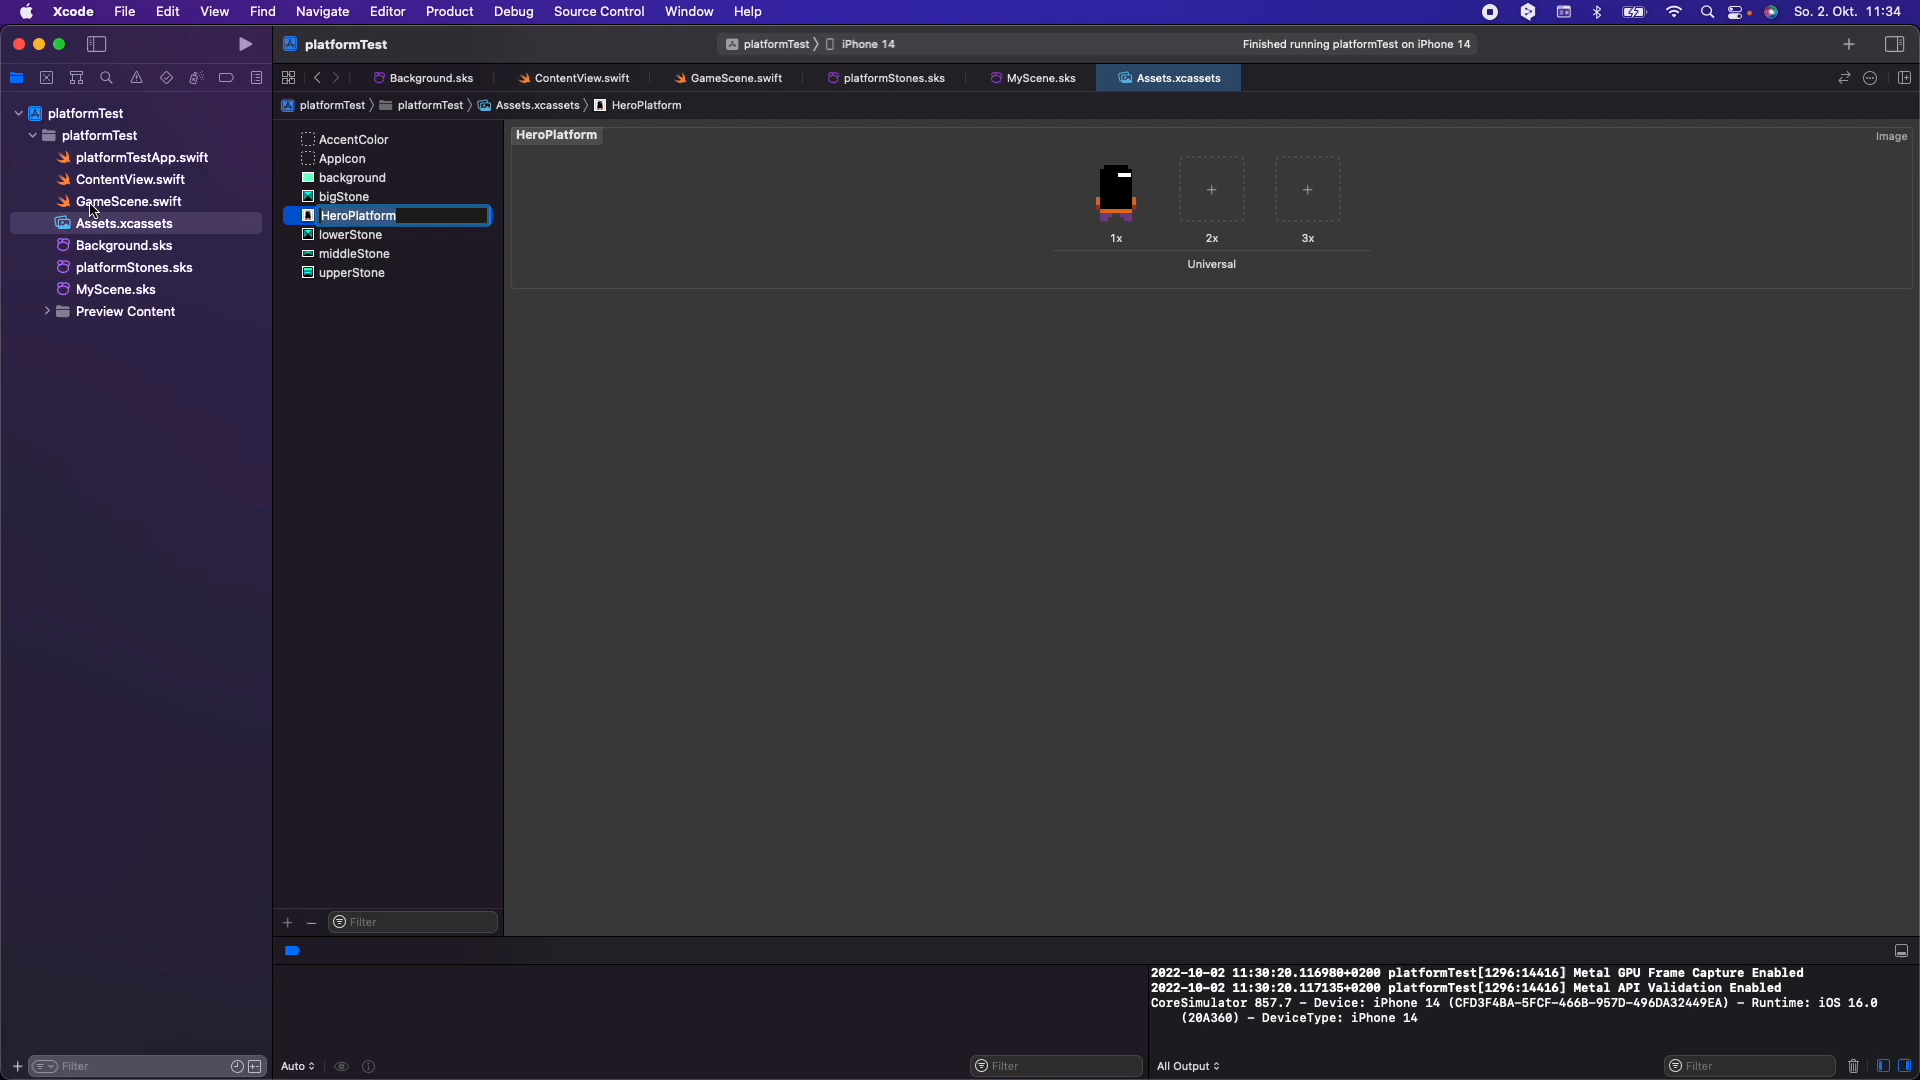 Xcode File Edit View Find Navigate Editor Product Debug Source Control Window Help So. 2. Okt. 11:34
platformTest platformTest iPhone 14 Finished running platformTest on iPhone 14
Background.sks ContentView.swift GameScene.swift platformStones.sks MyScene.sks Assets.xcassets
platformTest platformTest Assets.xcassets HeroPlatform
platformTest
platformTest
platformTestApp.swift
ContentView.swift
GameScene.swift
Assets.xcassets
Background.sks
platformStones.sks
MyScene.sks
Preview Content
AccentColor
AppIcon
background
bigStone
HeroPlatform
lowerStone
middleStone
upperStone
HeroPlatform Image
1x 2x 3x
Universal
Filter
2022-10-02 11:30:20.116980+0200 platformTest[1296:14416] Metal GPU Frame Capture Enabled
2022-10-02 11:30:20.117135+0200 platformTest[1296:14416] Metal API Validation Enabled
CoreSimulator 857.7 - Device: iPhone 14 (CFD3F4BA-5FCF-466B-957D-496DA32449EA) - Runtime: iOS 16.0
(20A360) - DeviceType: iPhone 14
Filter Auto Filter All Output Filter